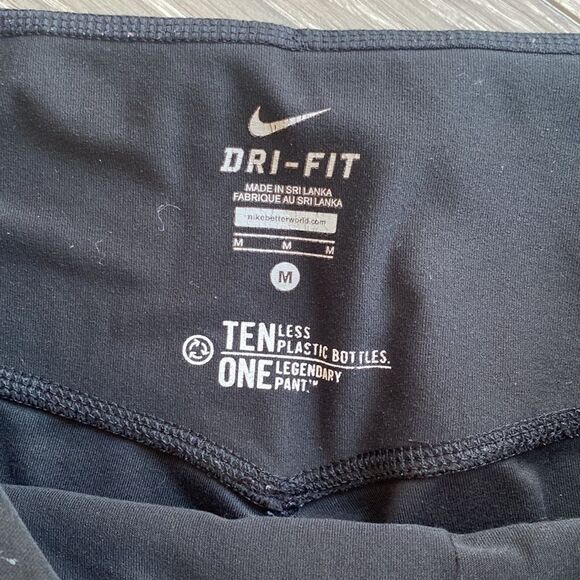 DRI-FIT
MADE IN SRI LANKA
FABRIQUE AU SRI LANKA
nikebetterworld.com
M M M
M
TEN LESS PLASTIC BOTTLES.
ONE LEGENDARY PANT.™